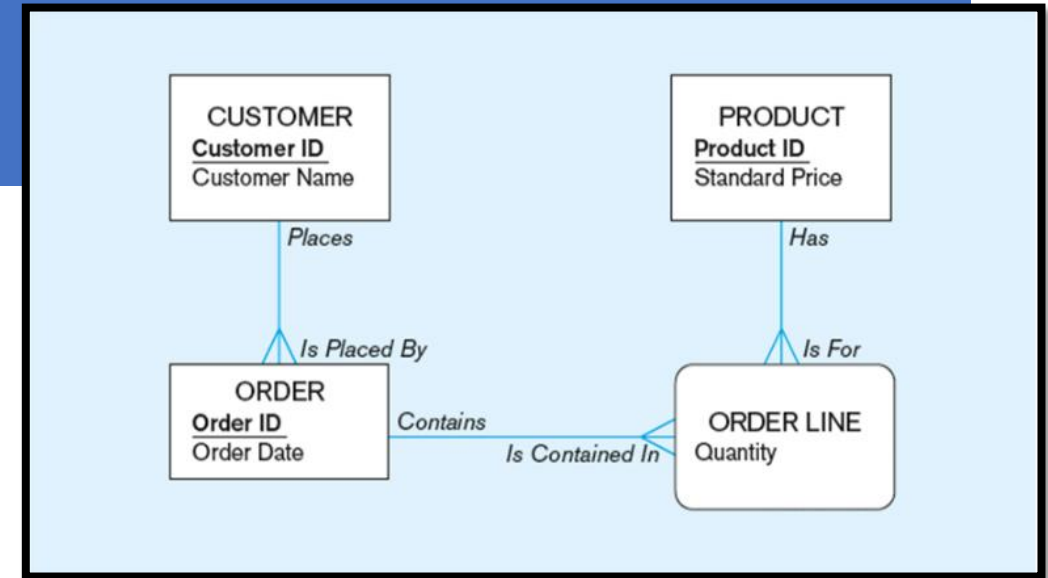 CUSTOMER
Customer ID
Customer Name
Places
Is Placed By
ORDER
Order ID
Order Date
Contains
Is Contained In
PRODUCT
Product ID
Standard Price
Has
Is For
ORDER LINE
Quantity